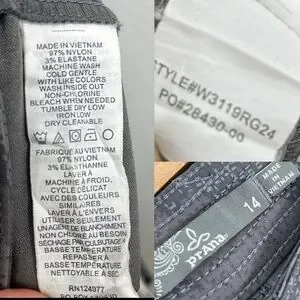 MADE IN VIETNAM
97% NYLON
3% ELASTANE
MACHINE WASH
COLD GENTLE
WITH LIKE COLORS
WASH INSIDE OUT
NON-CHLORINE
BLEACH WHEN NEEDED
TUMBLE DRY LOW
IRON LOW
DRY CLEANABLE
FABRIQUÉ AU VIETNAM
97% NYLON
3% ÉLASTHANNE
LAVER À
MACHINE À FROID,
CYCLE DÉLICAT
AVEC DES COULEURS
SIMILAIRES
LAVER À L'ENVERS
UTILISER SEULEMENT
UN AGENT DE BLANCHIMENT
NON CHLORÉ AU BESOIN
SÉCHAGE PAR CULBUTAGE À
BASSE TEMPÉRATURE
REPASSER À
BASSE TEMPÉRATURE
NETTOYABLE À SEC
RN124977
STYLE#W3119RG24
PO#28430-00
prAna
14
MADE IN
VIETNAM